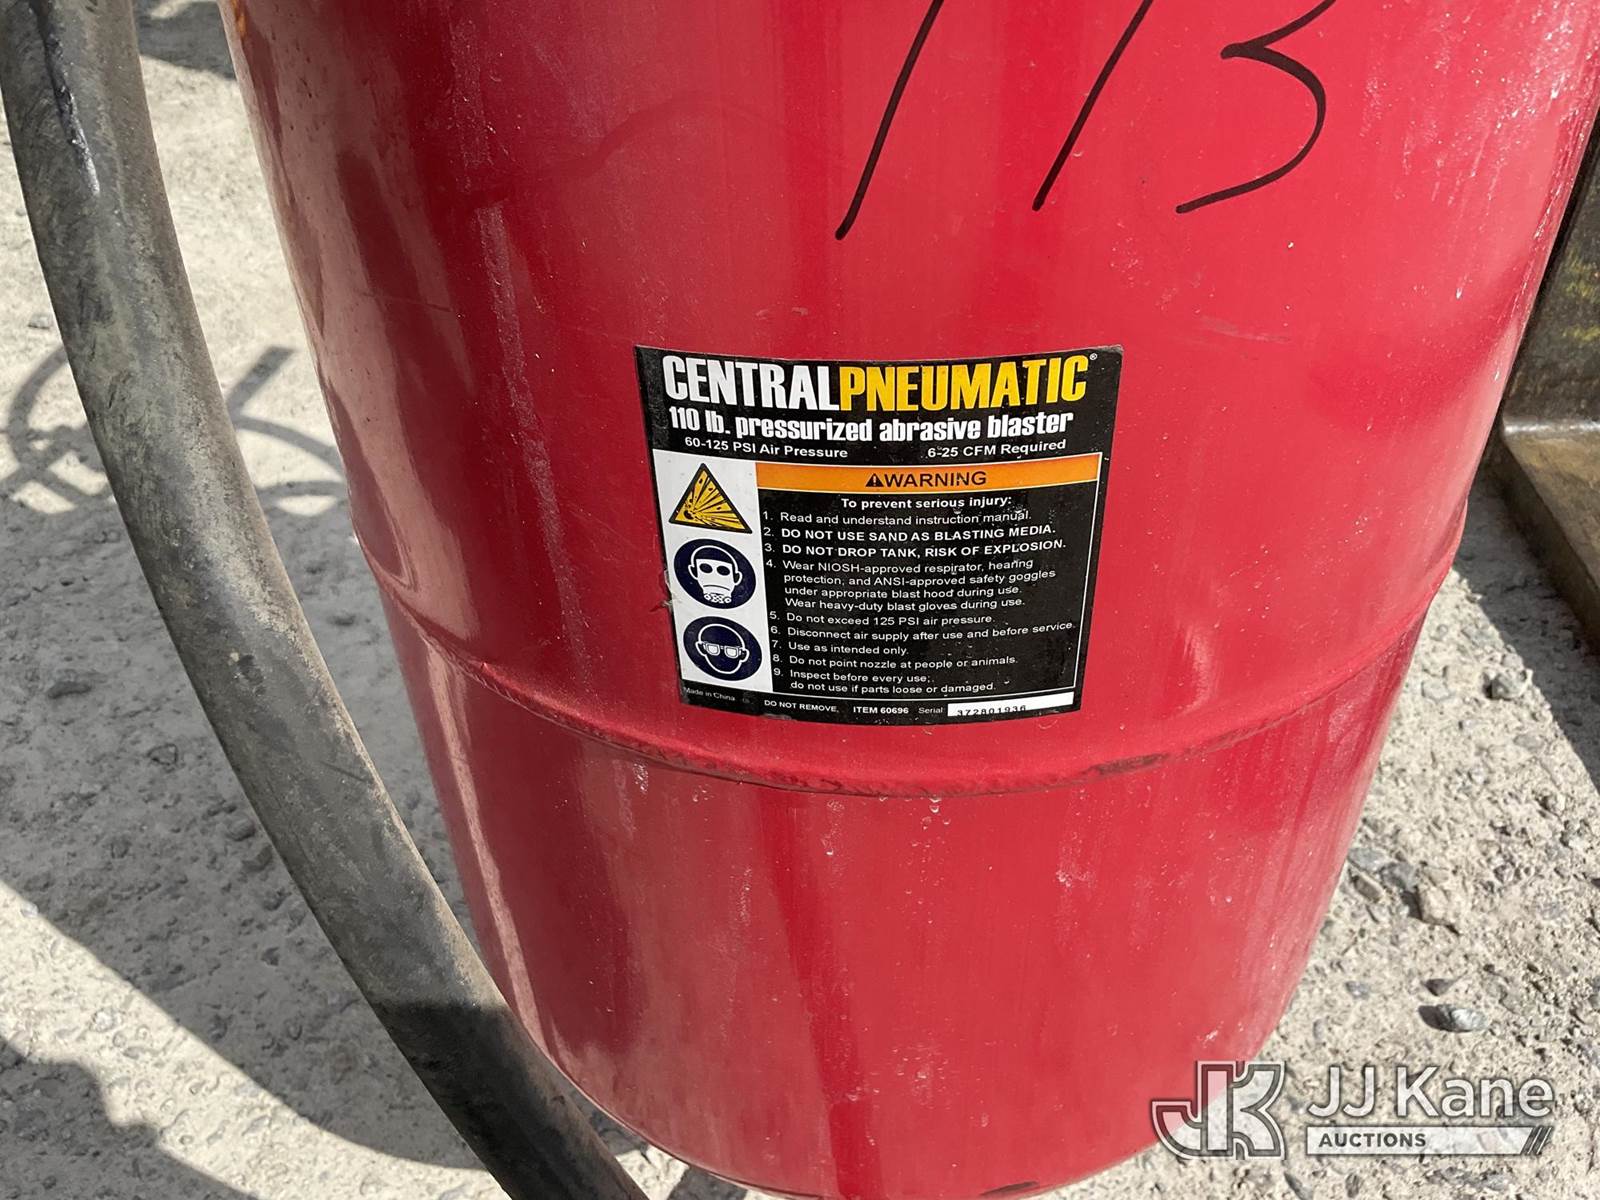 113
CENTRALPNEUMATIC®
110 lb. pressurized abrasive blaster
60-125 PSI Air Pressure 6-25 CFM Required
WARNING
To prevent serious injury:
1. Read and understand instruction manual.
2. DO NOT USE SAND AS BLASTING MEDIA.
3. DO NOT DROP TANK, RISK OF EXPLOSION.
4. Wear NIOSH-approved respirator, hearing
protection, and ANSI-approved safety goggles
under appropriate blast hood during use.
Wear heavy-duty blast gloves during use.
5. Do not exceed 125 PSI air pressure.
6. Disconnect air supply after use and before service.
7. Use as intended only.
8. Do not point nozzle at people or animals.
9. Inspect before every use;
do not use if parts loose or damaged.
Made in China
DO NOT REMOVE. ITEM 60696 Serial: 372801936
JK JJ Kane
AUCTIONS